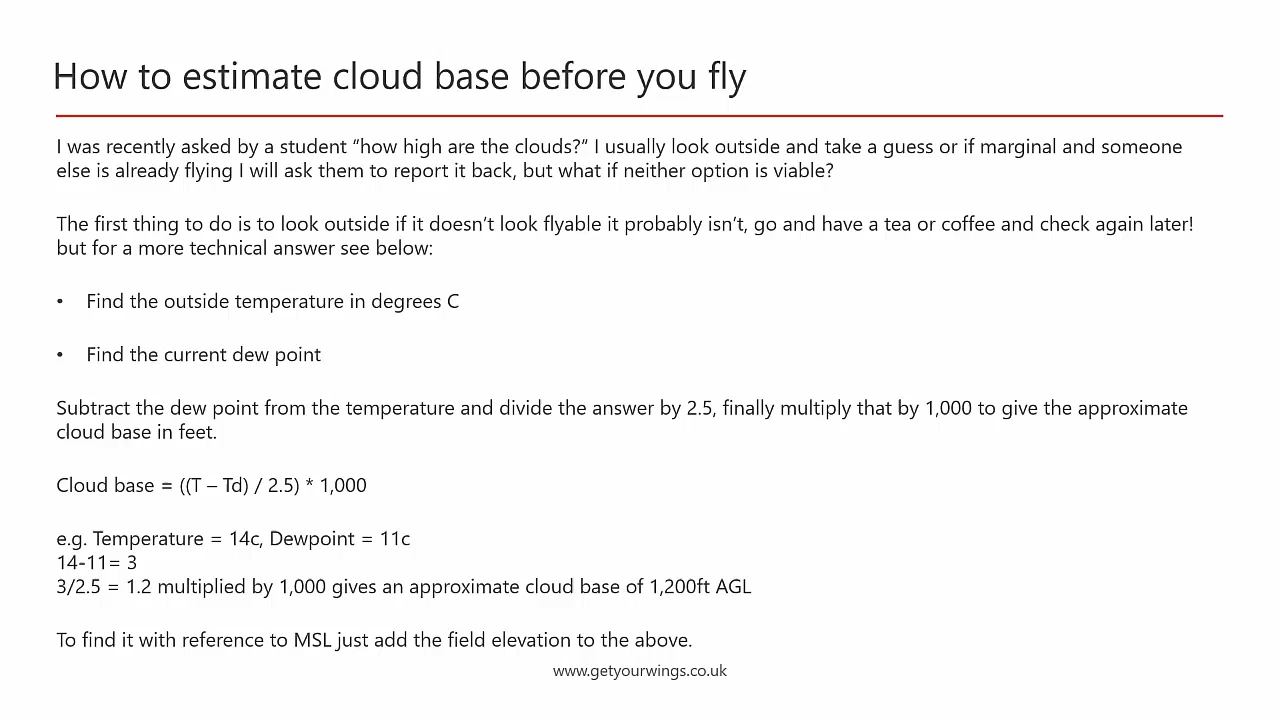 How to estimate cloud base before you fly
I was recently asked by a student “how high are the clouds?” I usually look outside and take a guess or if marginal and someone
else is already flying I will ask them to report it back, but what if neither option is viable?
The first thing to do is to look outside if it doesn’t look flyable it probably isn’t, go and have a tea or coffee and check again later!
but for a more technical answer see below:
• Find the outside temperature in degrees C
• Find the current dew point
Subtract the dew point from the temperature and divide the answer by 2.5, finally multiply that by 1,000 to give the approximate
cloud base in feet.
Cloud base = ((T – Td) / 2.5) * 1,000
e.g. Temperature = 14c, Dewpoint = 11c
14-11= 3
3/2.5 = 1.2 multiplied by 1,000 gives an approximate cloud base of 1,200ft AGL
To find it with reference to MSL just add the field elevation to the above.
www.getyourwings.co.uk